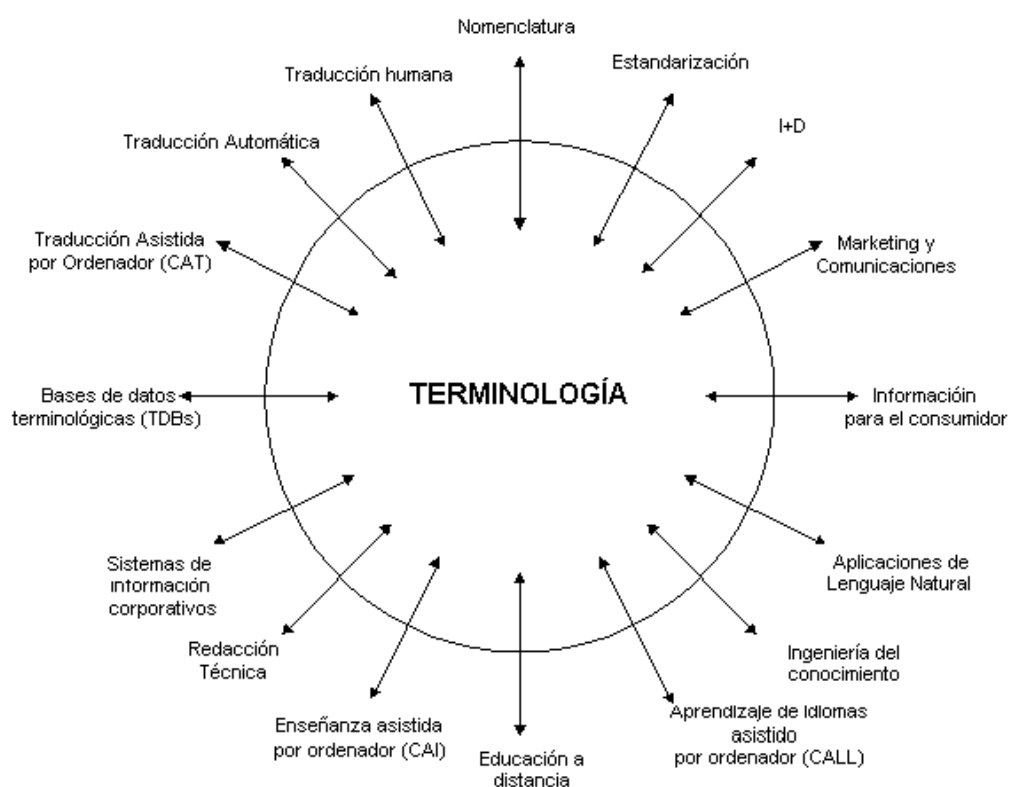 Nomenclatura
Traducción humana
Estandarización
Traducción Automática
I+D
Traducción Asistida
por Ordenador (CAT)
Marketing y
Comunicaciones
TERMINOLOGÍA
Bases de datos
terminológicas (TDBs)
Informacióin
para el consumidor
Sistemas de
información
corporativos
Aplicaciones de
Lenguaje Natural
Redacción
Técnica
Ingeniería del
conocimiento
Enseñanza asistida
por ordenador (CAI)
Educación a
distancia
Aprendizaje de idiomas
asistido
por ordenador (CALL)